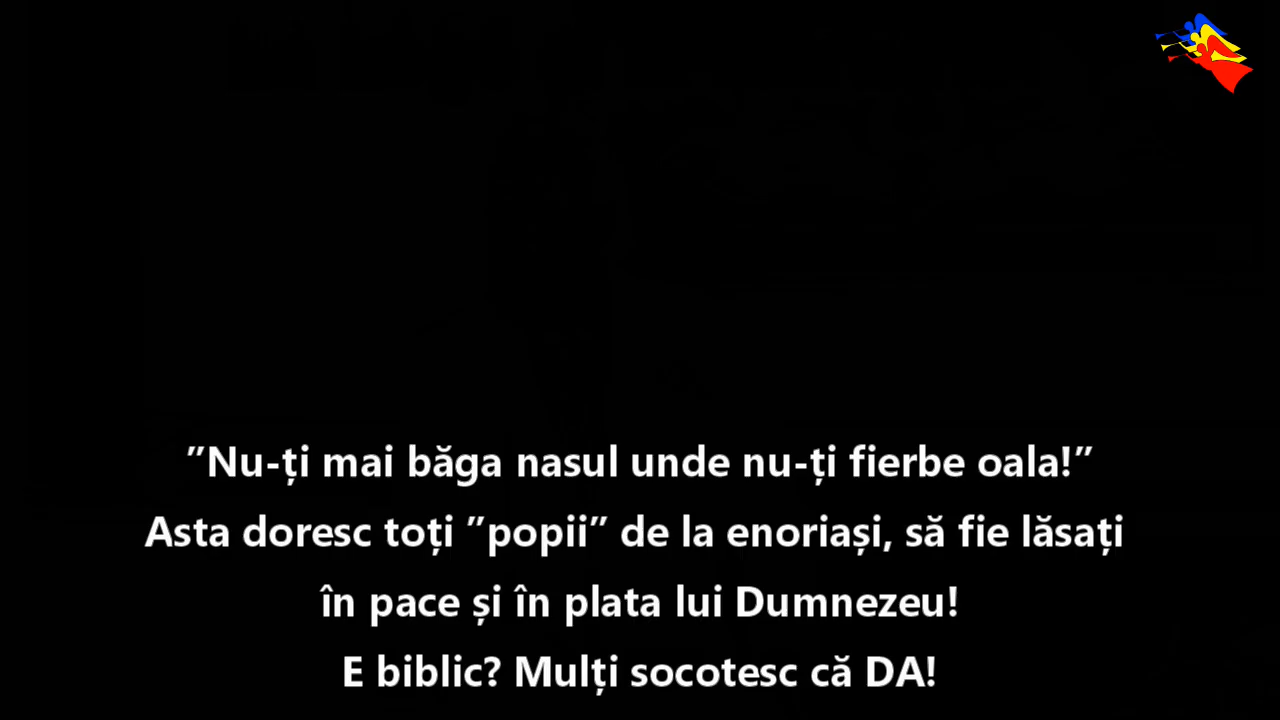 ”Nu-ți mai băga nasul unde nu-ți fierbe oala!”
Asta doresc toți ”popii” de la enoriași, să fie lăsați
în pace și în plata lui Dumnezeu!
E biblic? Mulți socotesc că DA!